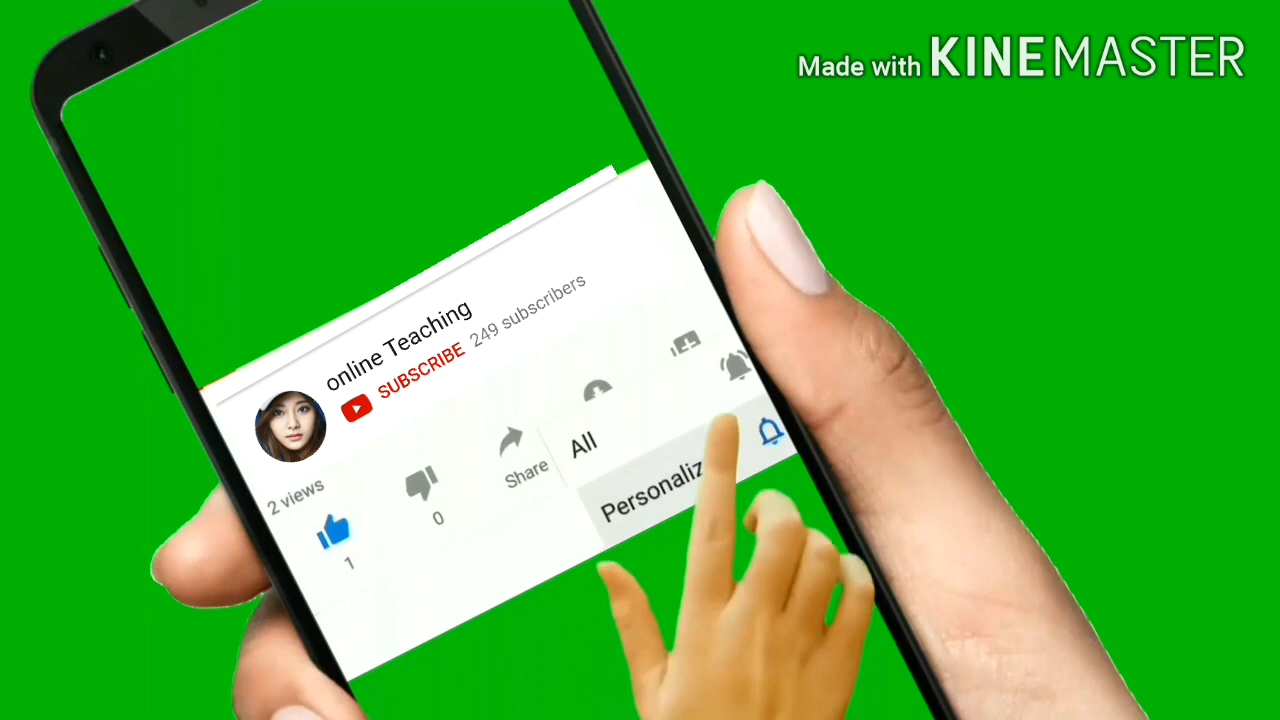 Made with KINEMASTER
online Teaching
SUBSCRIBE 249 subscribers
2 views
1
0
Share
All
Personaliz